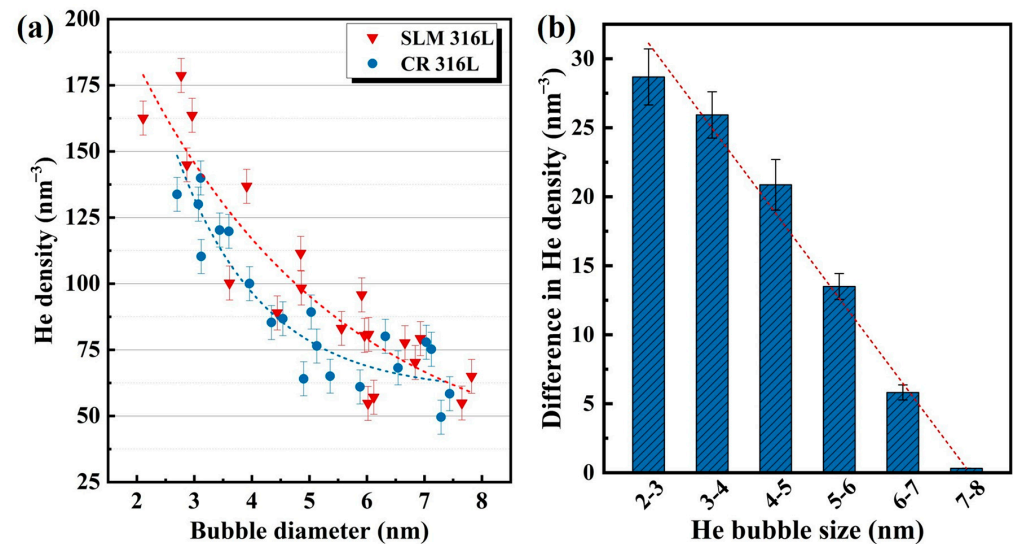 (a)
He density (nm⁻³)
200
175
150
125
100
75
50
25
SLM 316L
CR 316L
2 3 4 5 6 7 8
Bubble diameter (nm)
(b)
Difference in He density (nm⁻³)
30
25
20
15
10
5
0
2-3 3-4 4-5 5-6 6-7 7-8
He bubble size (nm)